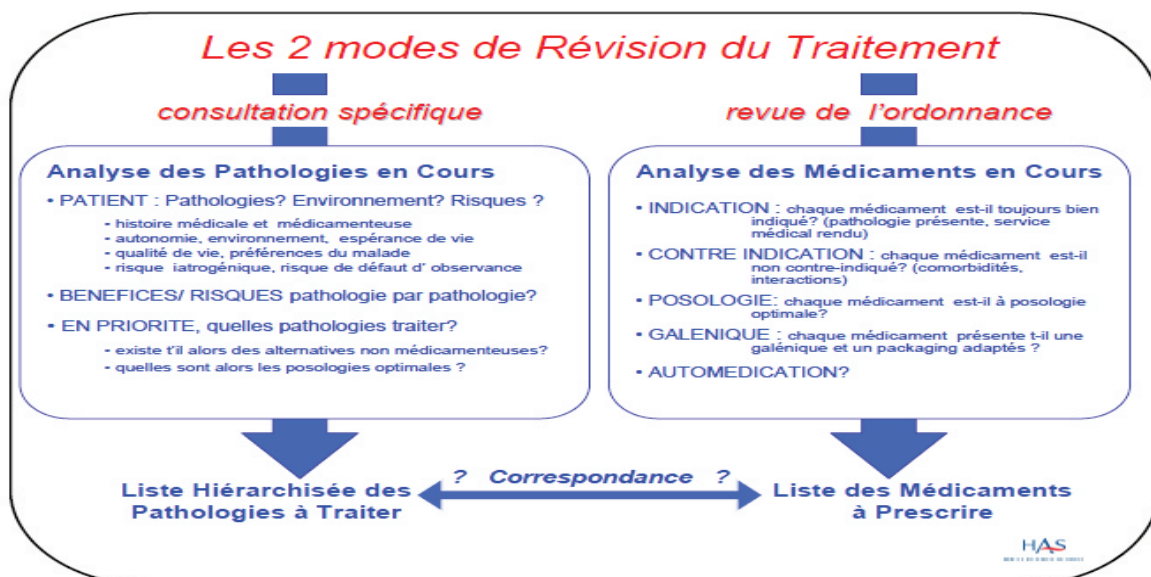 Les 2 modes de Révision du Traitement
consultation spécifique
Analyse des Pathologies en Cours
• PATIENT : Pathologies? Environnement? Risques ?
• histoire médicale et médicamenteuse
• autonomie, environnement, espérance de vie
• qualité de vie, préférences du malade
• risque iatrogénique, risque de défaut d' observance
• BENEFICES/ RISQUES pathologie par pathologie?
• EN PRIORITE, quelles pathologies traiter?
• existe t'il alors des alternatives non médicamenteuses?
• quelles sont alors les posologies optimales ?
Liste Hiérarchisée des
Pathologies à Traiter
revue de l'ordonnance
Analyse des Médicaments en Cours
• INDICATION : chaque médicament est-il toujours bien
indiqué? (pathologie présente, service
médical rendu)
• CONTRE INDICATION : chaque médicament est-il
non contre-indiqué? (comorbidités,
interactions)
• POSOLOGIE: chaque médicament est-il à posologie
optimale?
• GALENIQUE : chaque médicament présente t-il une
galénique et un packaging adaptés ?
• AUTOMEDICATION?
? Correspondance ?
Liste des Médicaments
à Prescrire
HAS